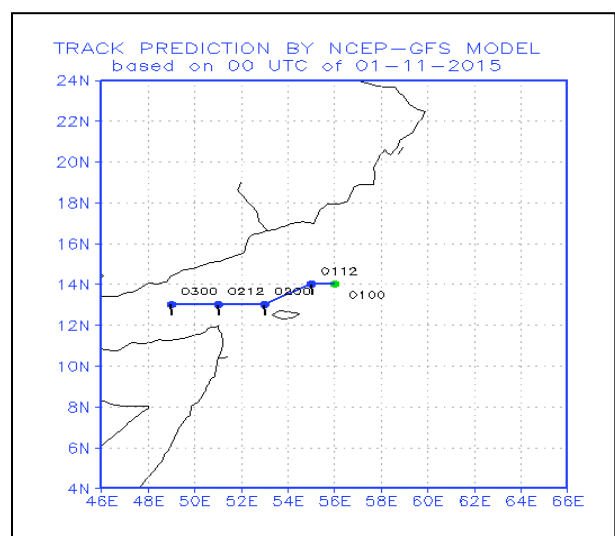 TRACK PREDICTION BY NCEP-GFS MODEL
based on 00 UTC of 01-11-2015
24N
22N
20N
18N
16N
14N
12N
10N
8N
6N
4N
0112
0300 0212 0200
0100
46E 48E 50E 52E 54E 56E 58E 60E 62E 64E 66E